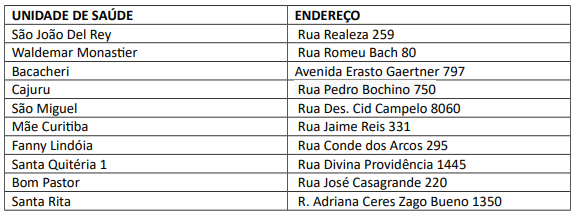 UNIDADE DE SAÚDE ENDEREÇO
São João Del Rey Rua Realeza 259
Waldemar Monastier Rua Romeu Bach 80
Bacacheri Avenida Erasto Gaertner 797
Cajuru Rua Pedro Bochino 750
São Miguel Rua Des. Cid Campelo 8060
Mãe Curitiba Rua Jaime Reis 331
Fanny Lindóia Rua Conde dos Arcos 295
Santa Quitéria 1 Rua Divina Providência 1445
Bom Pastor Rua José Casagrande 220
Santa Rita R. Adriana Ceres Zago Bueno 1350